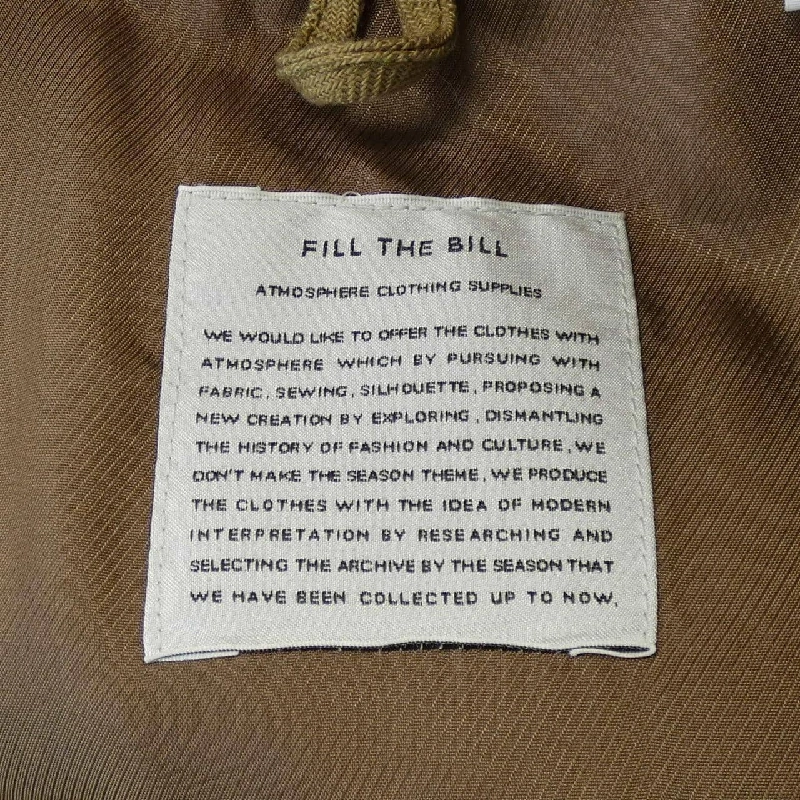 FILL THE BILL
ATMOSPHERE CLOTHING SUPPLIES
WE WOULD LIKE TO OFFER THE CLOTHES WITH
ATMOSPHERE WHICH BY PURSUING WITH
FABRIC, SEWING, SILHOUETTE, PROPOSING A
NEW CREATION BY EXPLORING, DISMANTLING
THE HISTORY OF FASHION AND CULTURE, WE
DON'T MAKE THE SEASON THEME, WE PRODUCE
THE CLOTHES WITH THE IDEA OF MODERN
INTERPRETATION BY RESEARCHING AND
SELECTING THE ARCHIVE BY THE SEASON THAT
WE HAVE BEEN COLLECTED UP TO NOW,